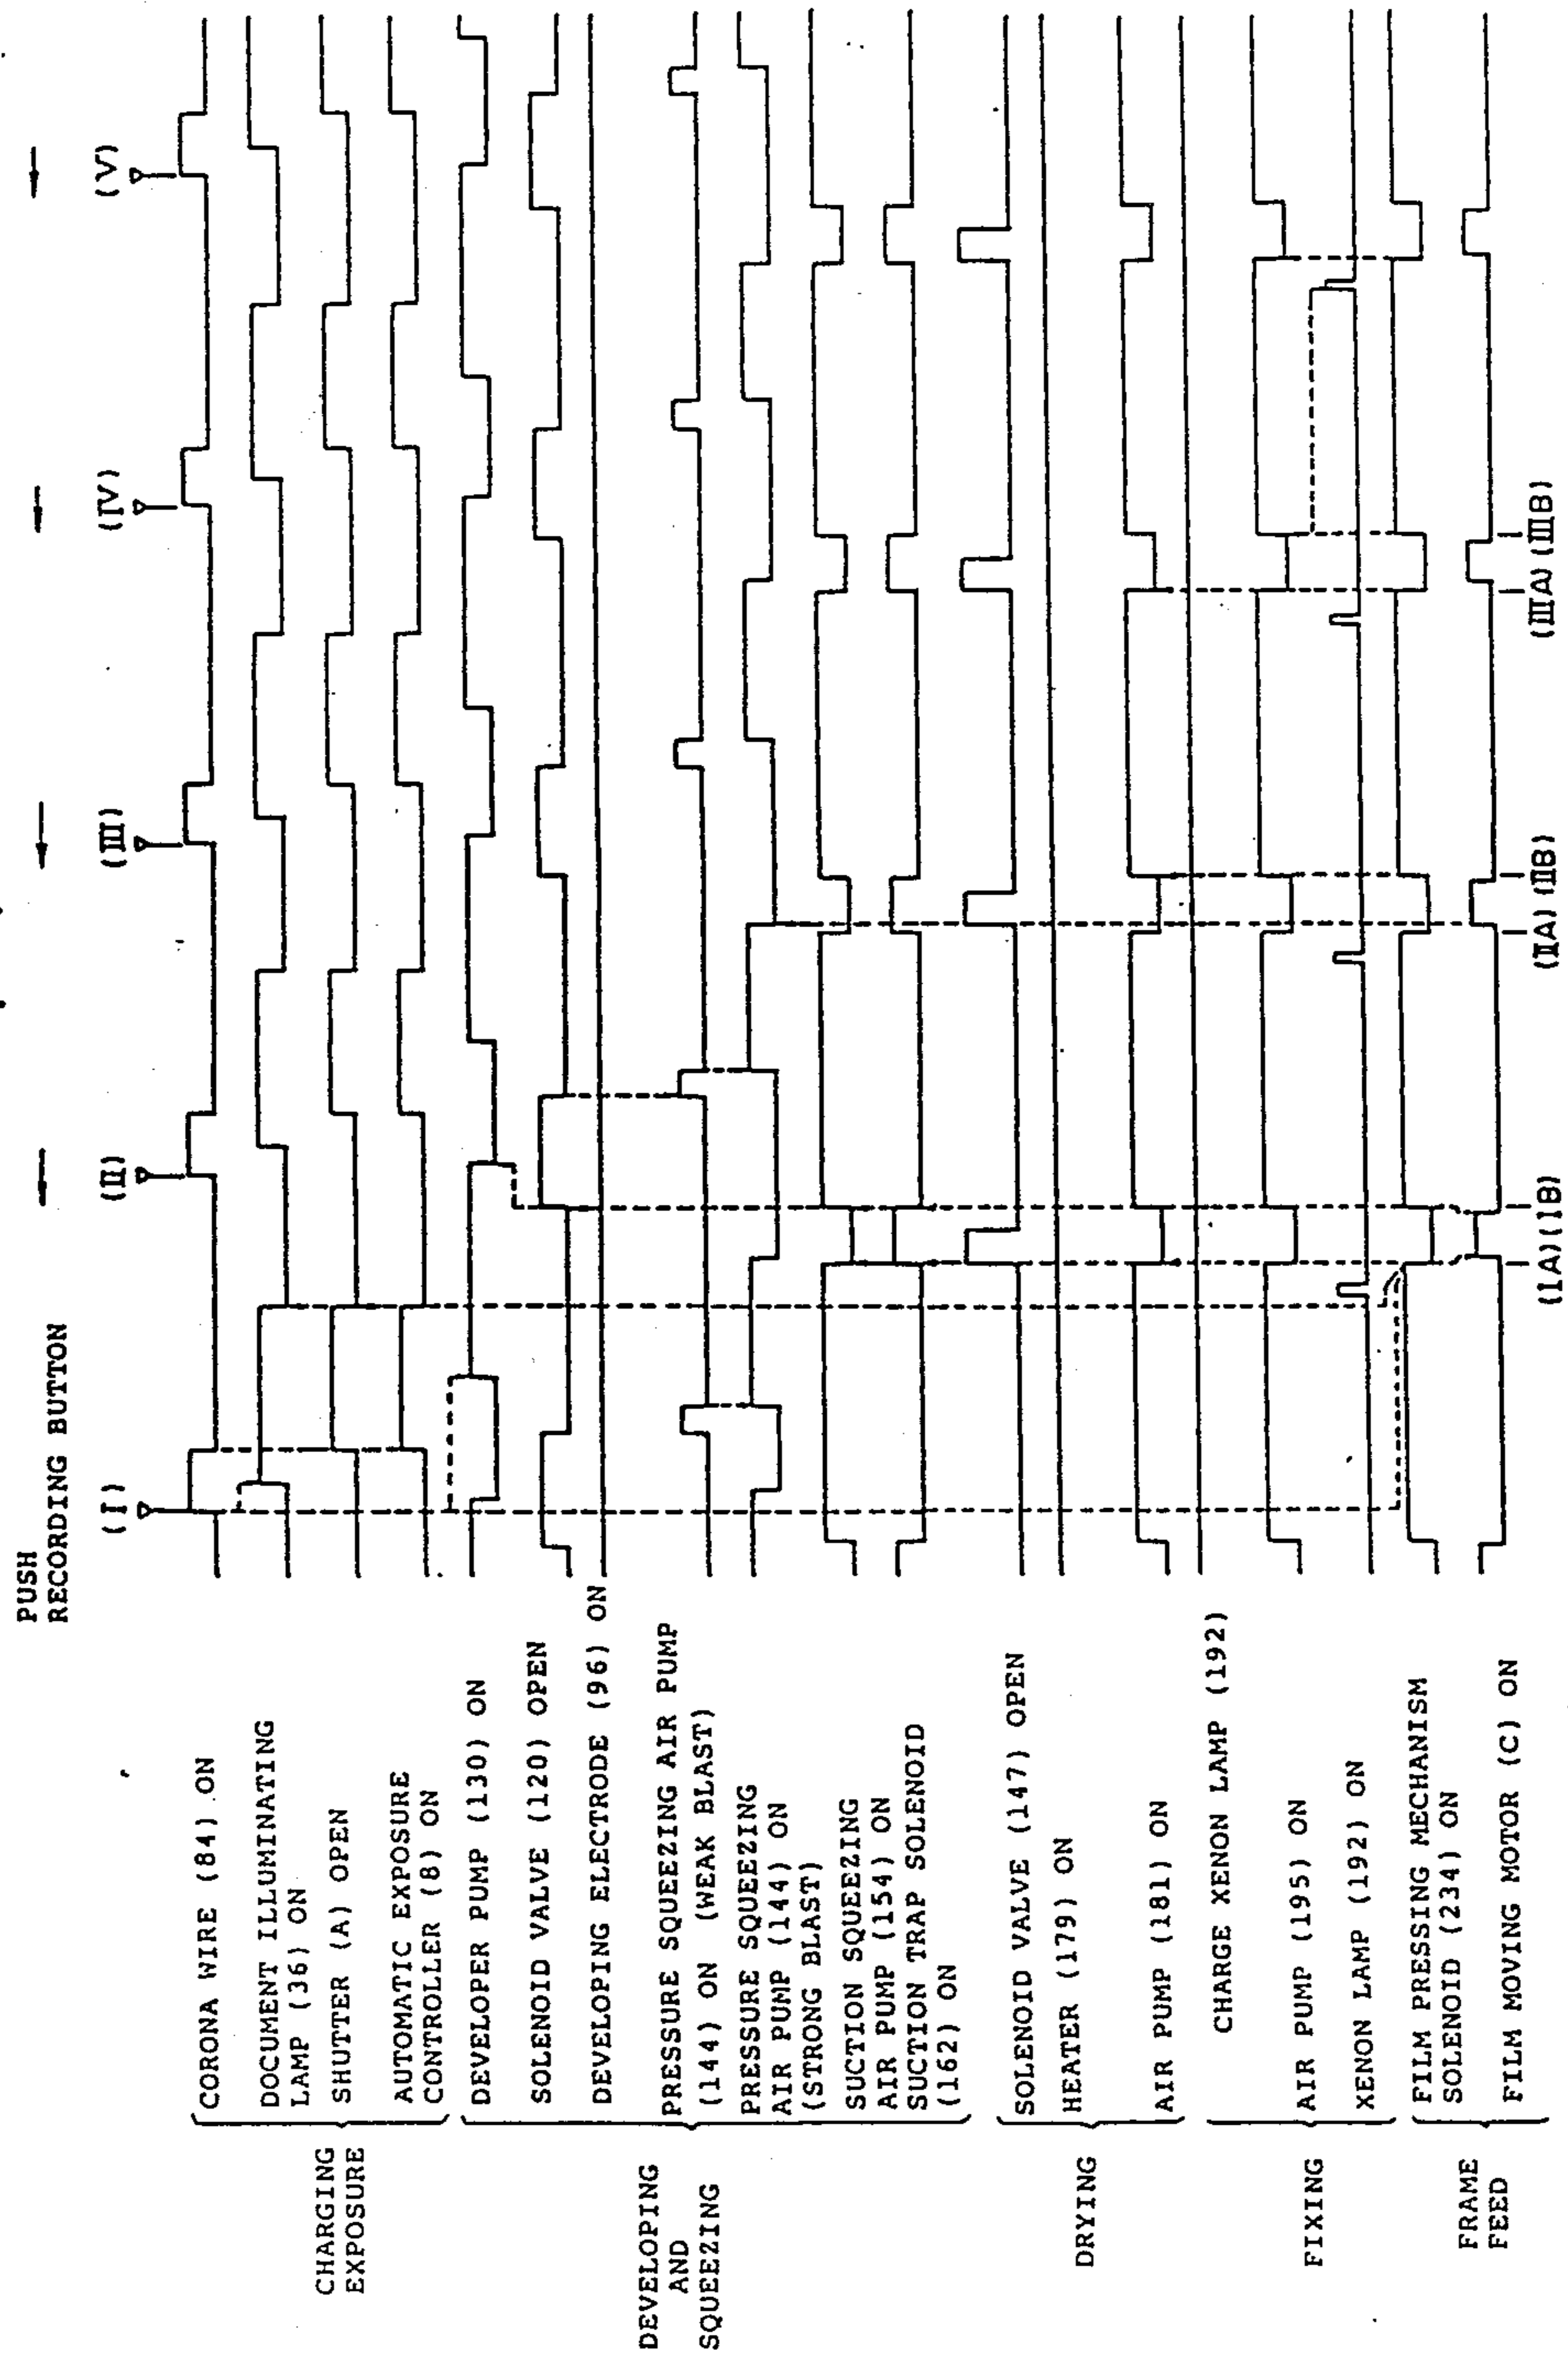 PUSH
RECORDING BUTTON
(I)
(II)
(III)
(IV)
(V)
CHARGING
EXPOSURE
CORONA WIRE (84) ON
DOCUMENT ILLUMINATING
LAMP (36) ON
SHUTTER (A) OPEN
AUTOMATIC EXPOSURE
CONTROLLER (8) ON
DEVELOPING
AND
SQUEEZING
DEVELOPER PUMP (130) ON
SOLENOID VALVE (120) OPEN
DEVELOPING ELECTRODE (96) ON
PRESSURE SQUEEZING AIR PUMP
(144) ON (WEAK BLAST)
PRESSURE SQUEEZING
AIR PUMP (144) ON
(STRONG BLAST)
SUCTION SQUEEZING
AIR PUMP (154) ON
SUCTION TRAP SOLENOID
(162) ON
DRYING
SOLENOID VALVE (147) OPEN
HEATER (179) ON
AIR PUMP (181) ON
FIXING
CHARGE XENON LAMP (192)
AIR PUMP (195) ON
XENON LAMP (192) ON
FRAME
FEED
FILM PRESSING MECHANISM
SOLENOID (234) ON
FILM MOVING MOTOR (C) ON
(IA) (IB)
(IIA) (IIB)
(IIIA) (IIIB)